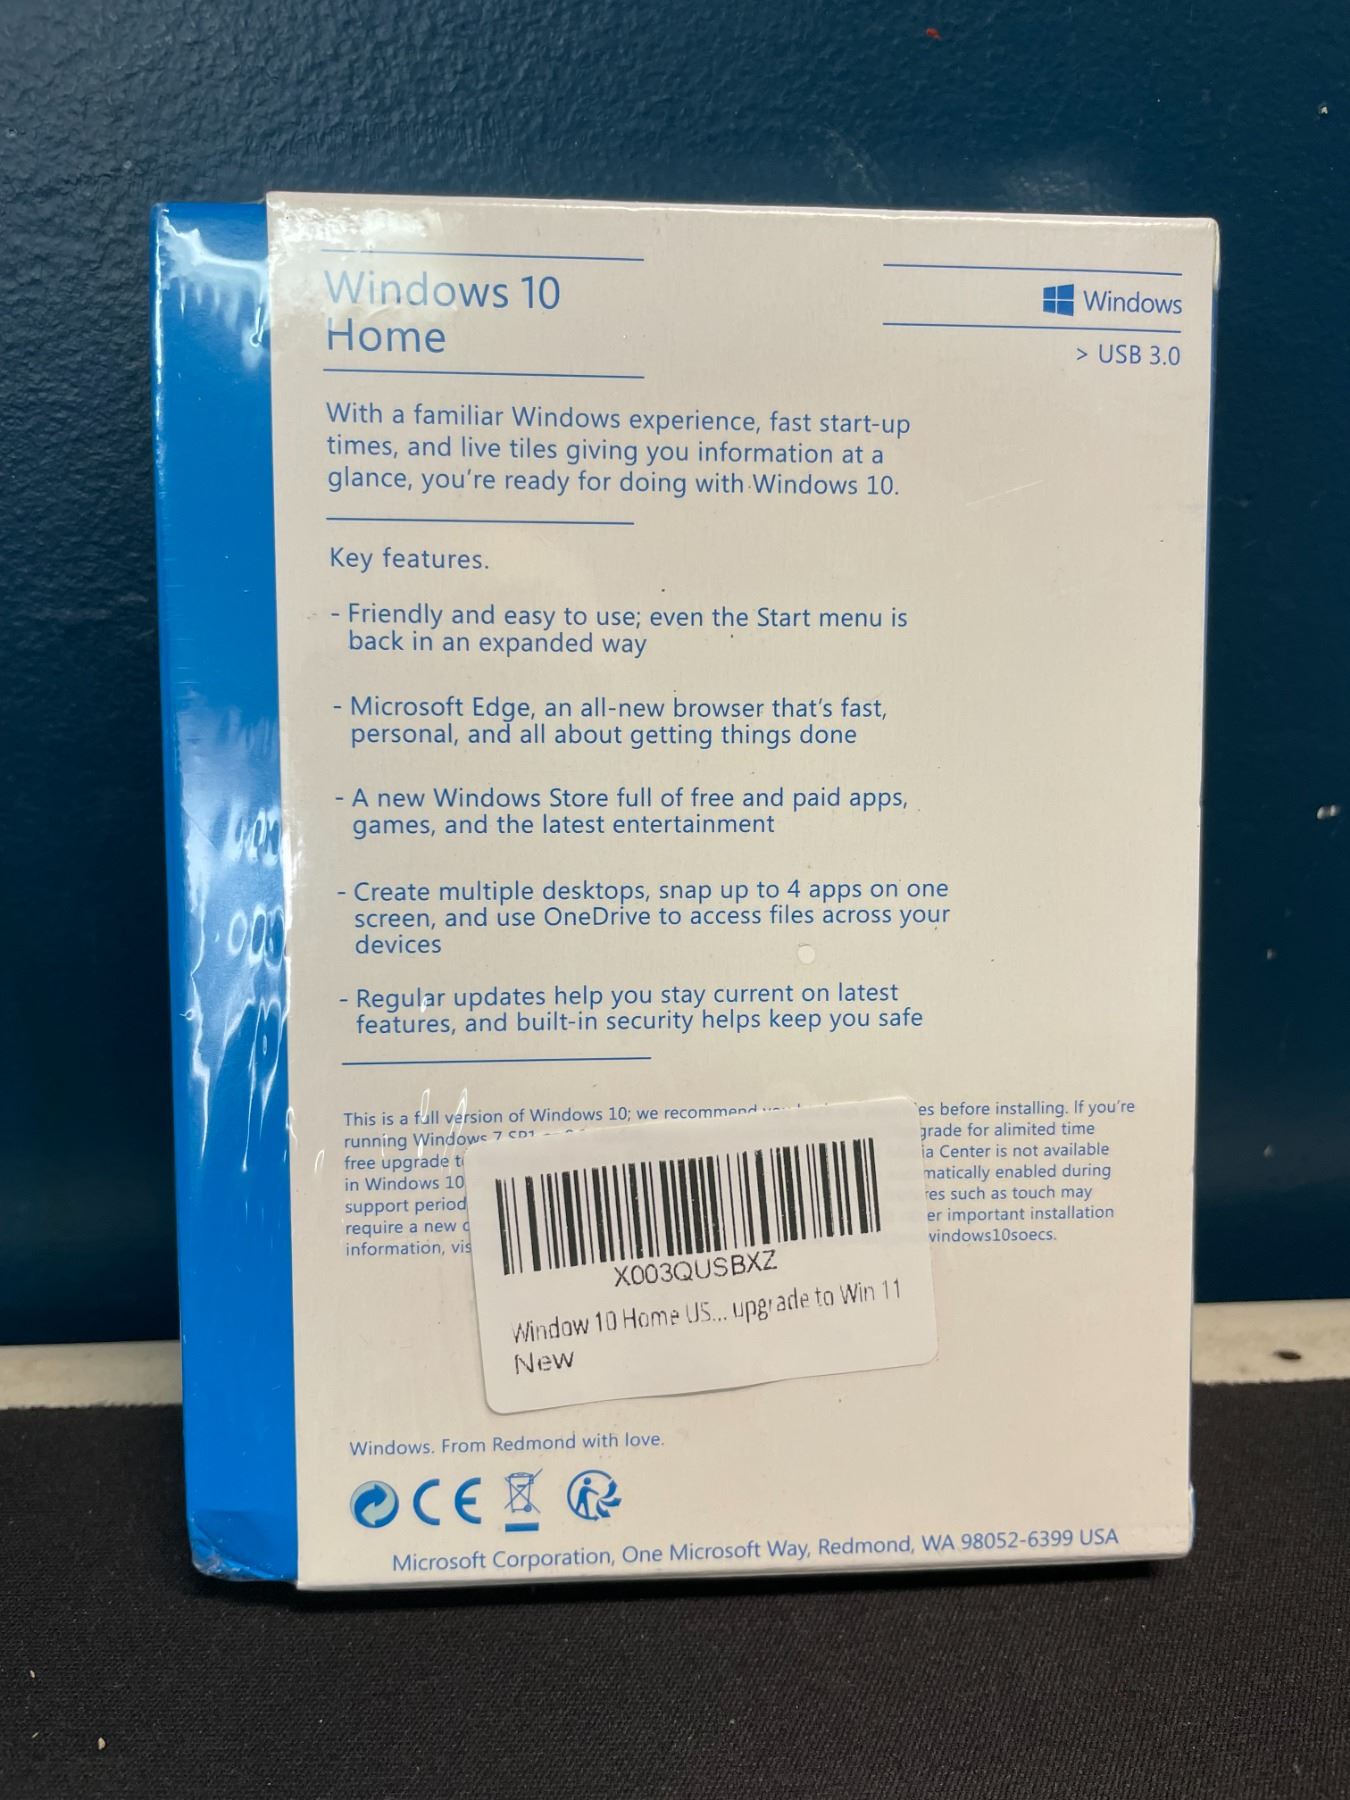 Windows 10
Home
Windows
> USB 3.0
With a familiar Windows experience, fast start-up
times, and live tiles giving you information at a
glance, you're ready for doing with Windows 10.
Key features.
- Friendly and easy to use; even the Start menu is
back in an expanded way
- Microsoft Edge, an all-new browser that's fast,
personal, and all about getting things done
- A new Windows Store full of free and paid apps,
games, and the latest entertainment
- Create multiple desktops, snap up to 4 apps on one
screen, and use OneDrive to access files across your
devices
- Regular updates help you stay current on latest
features, and built-in security helps keep you safe
This is a full version of Windows 10; we recommend es before installing. If you're
running Windows 7 SP1 grade for alimited time
free upgrade t ia Center is not available
in Windows 10 matically enabled during
support period res such as touch may
require a new er important installation
information, vis windows10soecs.
X003QUSBXZ
Window 10 Home US... upgrade to Win 11
New
Windows. From Redmond with love.
CE
Microsoft Corporation, One Microsoft Way, Redmond, WA 98052-6399 USA